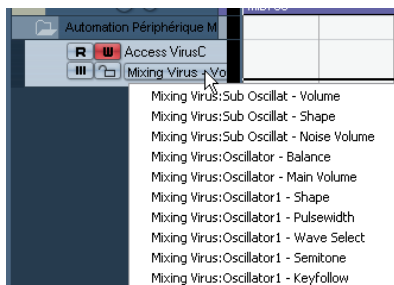 Automation Périphérique M
R W Access VirusC
Mixing Virus - Vo
Mixing Virus:Sub Oscillat - Volume
Mixing Virus:Sub Oscillat - Shape
Mixing Virus:Sub Oscillat - Noise Volume
Mixing Virus:Oscillator - Balance
Mixing Virus:Oscillator - Main Volume
Mixing Virus:Oscillator1 - Shape
Mixing Virus:Oscillator1 - Pulsewidth
Mixing Virus:Oscillator1 - Wave Select
Mixing Virus:Oscillator1 - Semitone
Mixing Virus:Oscillator1 - Keyfollow